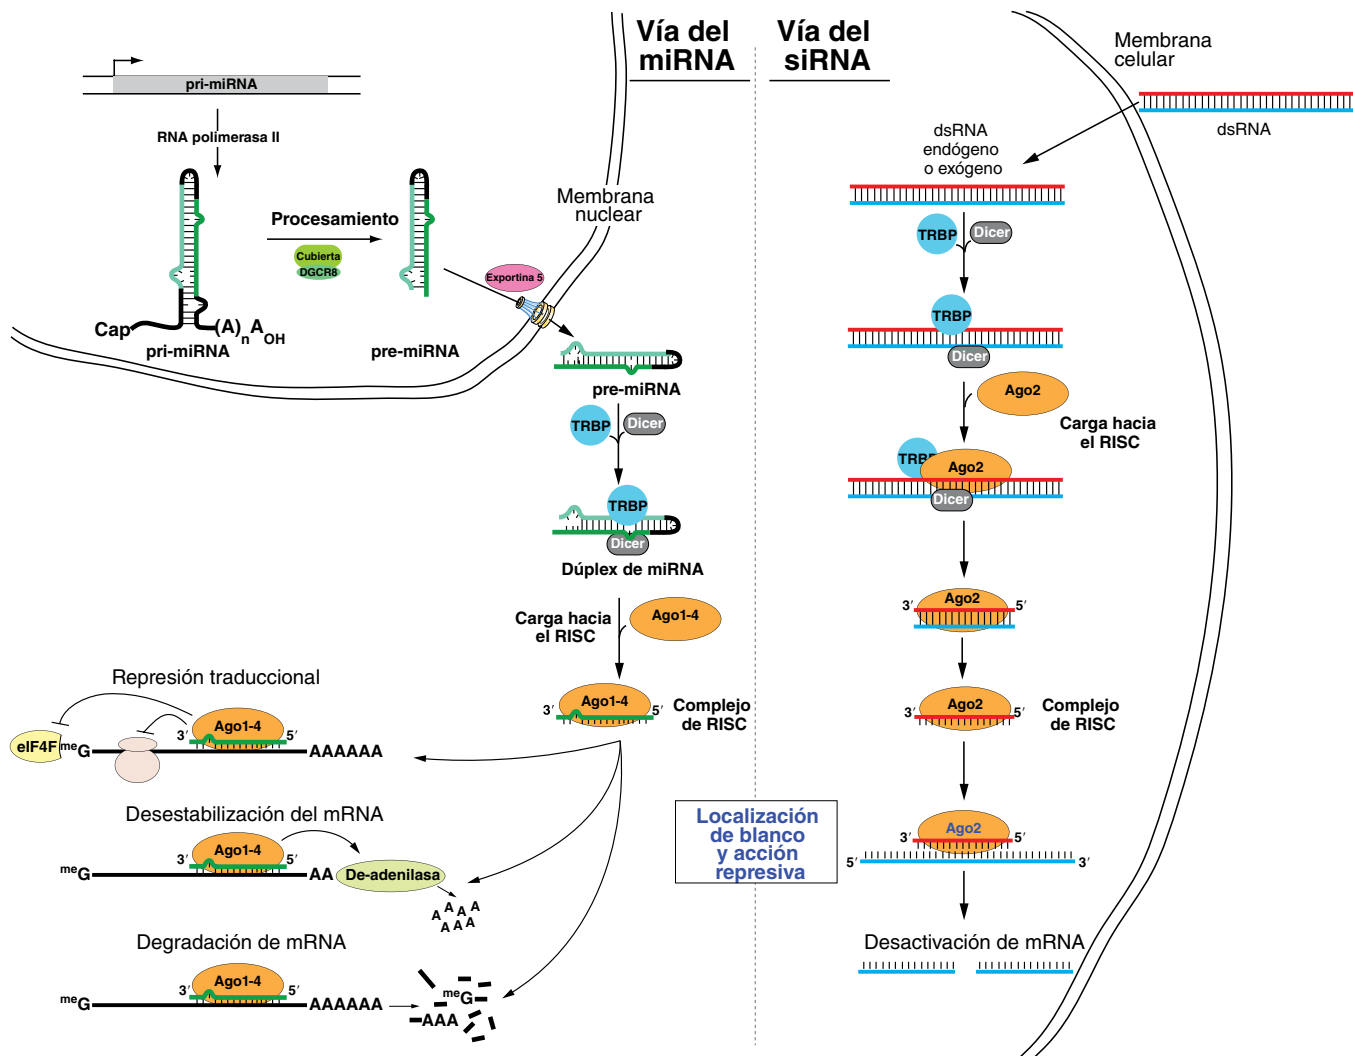 Vía del
miRNA
Vía del
siRNA
Membrana
celular
pri-miRNA
RNA polimerasa II
Procesamiento
Cubierta
DGCR8
Membrana
nuclear
Exportina 5
Cap
(A)n AOH
pri-miRNA
pre-miRNA
pre-miRNA
TRBP
Dicer
TRBP
Dicer
Dúplex de miRNA
Carga hacia
el RISC
Ago1-4
3′
Ago1-4
5′
Complejo
de RISC
Represión traduccional
Ago1-4
3′
5′
eIF4F
meG
AAAAAA
Desestabilización del mRNA
Ago1-4
3′
5′
meG
AA
De-adenilasa
A A A A
A A A
Degradación de mRNA
Ago1-4
3′
5′
meG
AAAAAA
meG
AAA
dsRNA
dsRNA
endógeno
o exógeno
TRBP
Dicer
TRBP
Dicer
Ago2
Carga hacia
el RISC
TRBP
Ago2
Dicer
3′
Ago2
5′
3′
Ago2
5′
Complejo
de RISC
Localización
de blanco
y acción
represiva
Ago2
3′
5′
5′
3′
Desactivación de mRNA